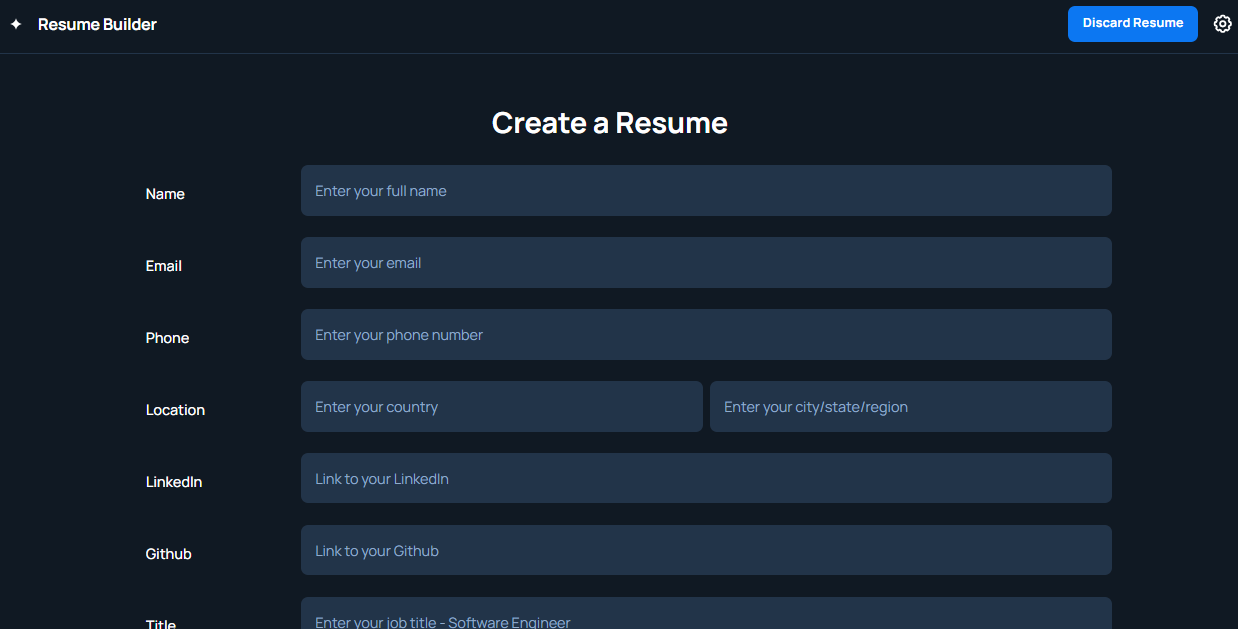 Resume Builder
Discard Resume
Create a Resume
Name
Enter your full name
Email
Enter your email
Phone
Enter your phone number
Location
Enter your country
Enter your city/state/region
LinkedIn
Link to your LinkedIn
Github
Link to your Github
Title
Enter your job title - Software Engineer